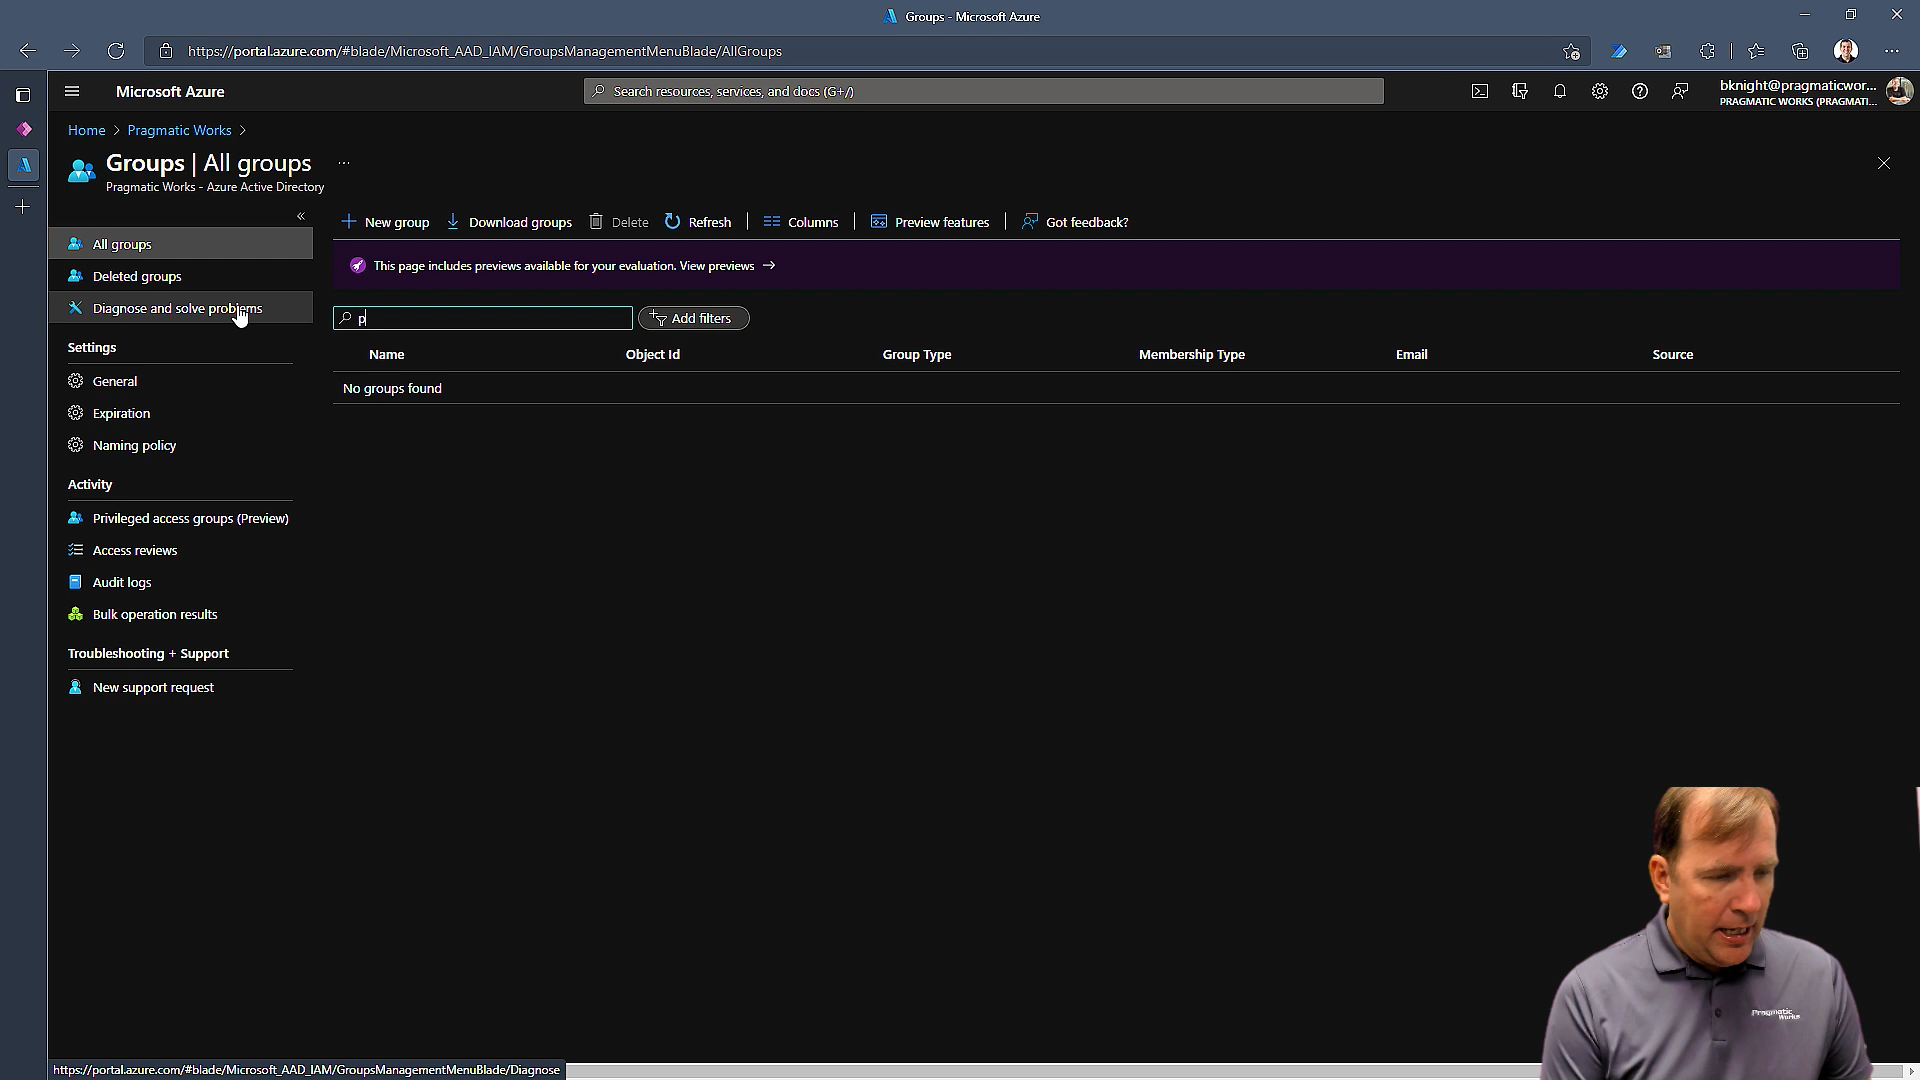 Groups - Microsoft Azure
https://portal.azure.com/#blade/Microsoft_AAD_IAM/GroupsManagementMenuBlade/AllGroups
Microsoft Azure
Search resources, services, and docs (G+/)
bknight@pragmaticwor...
PRAGMATIC WORKS (PRAGMATI...
Home > Pragmatic Works >
Groups | All groups ...
Pragmatic Works - Azure Active Directory
«
New group
Download groups
Delete
Refresh
Columns
Preview features
Got feedback?
All groups
Deleted groups
Diagnose and solve problems
Settings
General
Expiration
Naming policy
Activity
Privileged access groups (Preview)
Access reviews
Audit logs
Bulk operation results
Troubleshooting + Support
New support request
This page includes previews available for your evaluation. View previews →
p
Add filters
Name Object Id Group Type Membership Type Email Source
No groups found
Pragmatic
Works
https://portal.azure.com/#blade/Microsoft_AAD_IAM/GroupsManagementMenuBlade/Diagnose